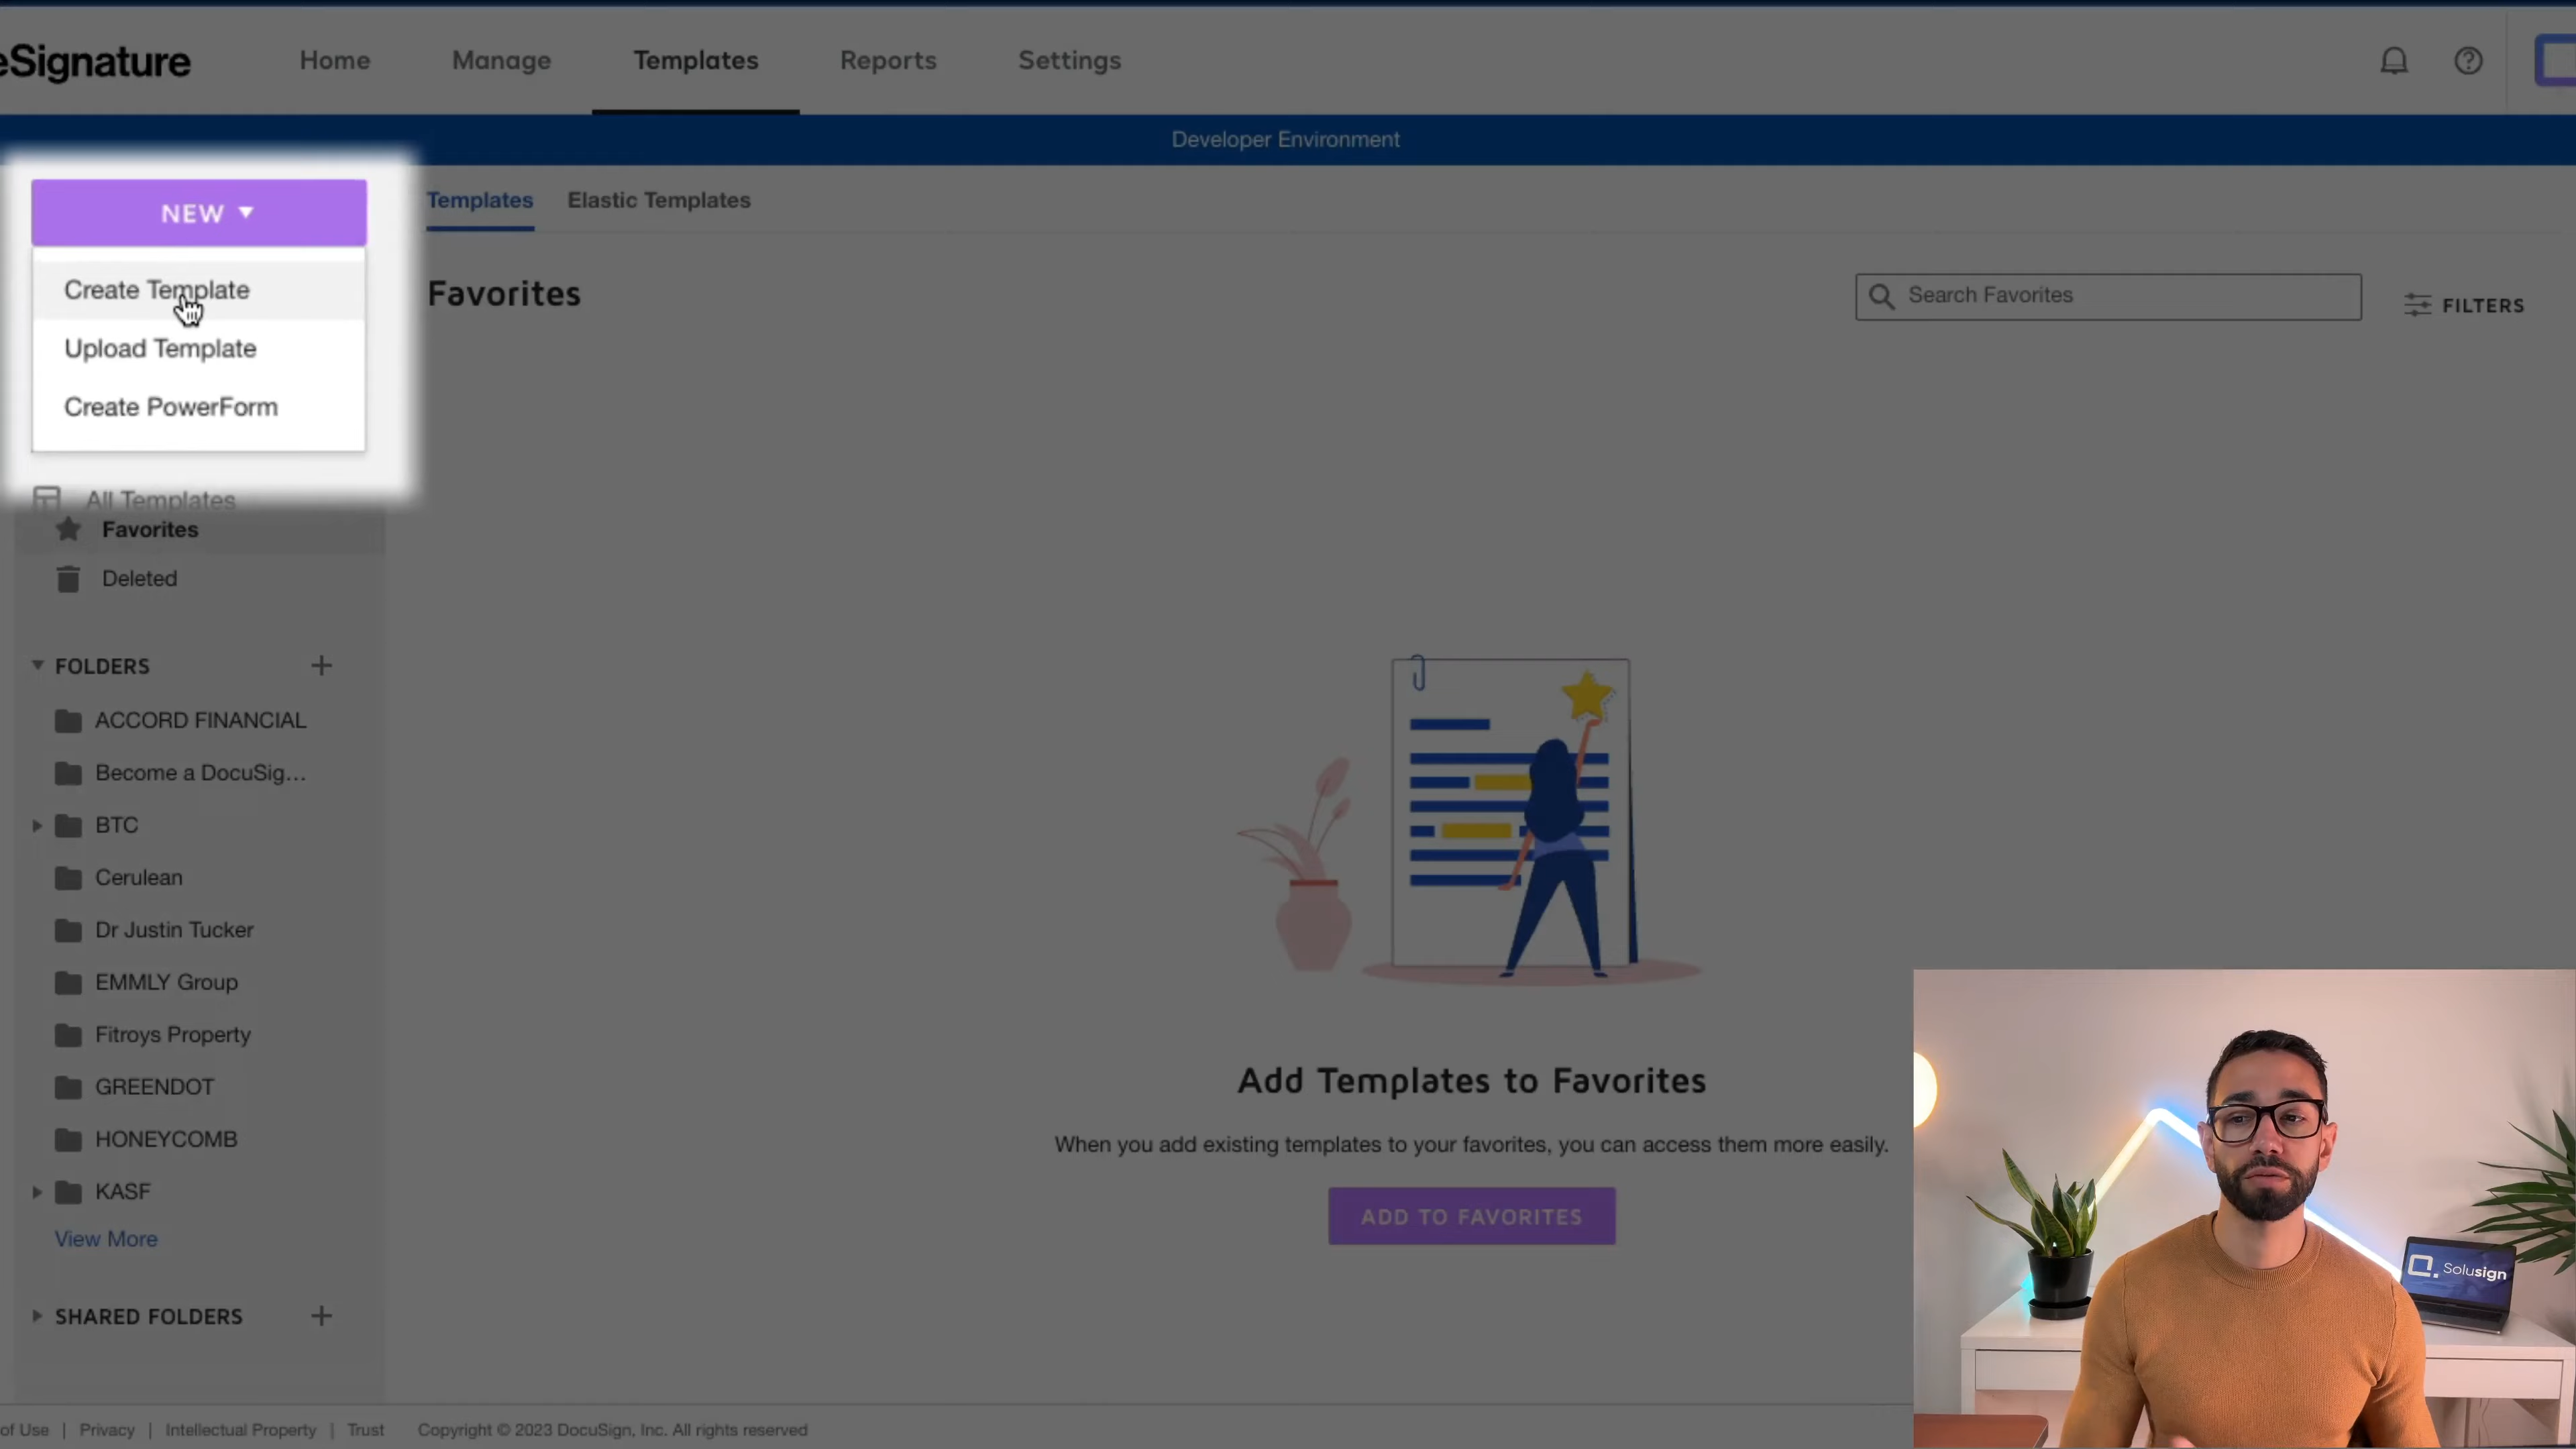 eSignature
Home
Manage
Templates
Reports
Settings
Developer Environment
NEW
Create Template
Upload Template
Create PowerForm
All Templates
Favorites
Deleted
FOLDERS
ACCORD FINANCIAL
Become a DocuSig...
BTC
Cerulean
Dr Justin Tucker
EMMLY Group
Fitroys Property
GREENDOT
HONEYCOMB
KASF
View More
SHARED FOLDERS
Templates
Elastic Templates
Favorites
Search Favorites
FILTERS
Add Templates to Favorites
When you add existing templates to your favorites, you can access them more easily.
ADD TO FAVORITES
Solusign
of Use | Privacy | Intellectual Property | Trust
Copyright © 2023 DocuSign, Inc. All rights reserved